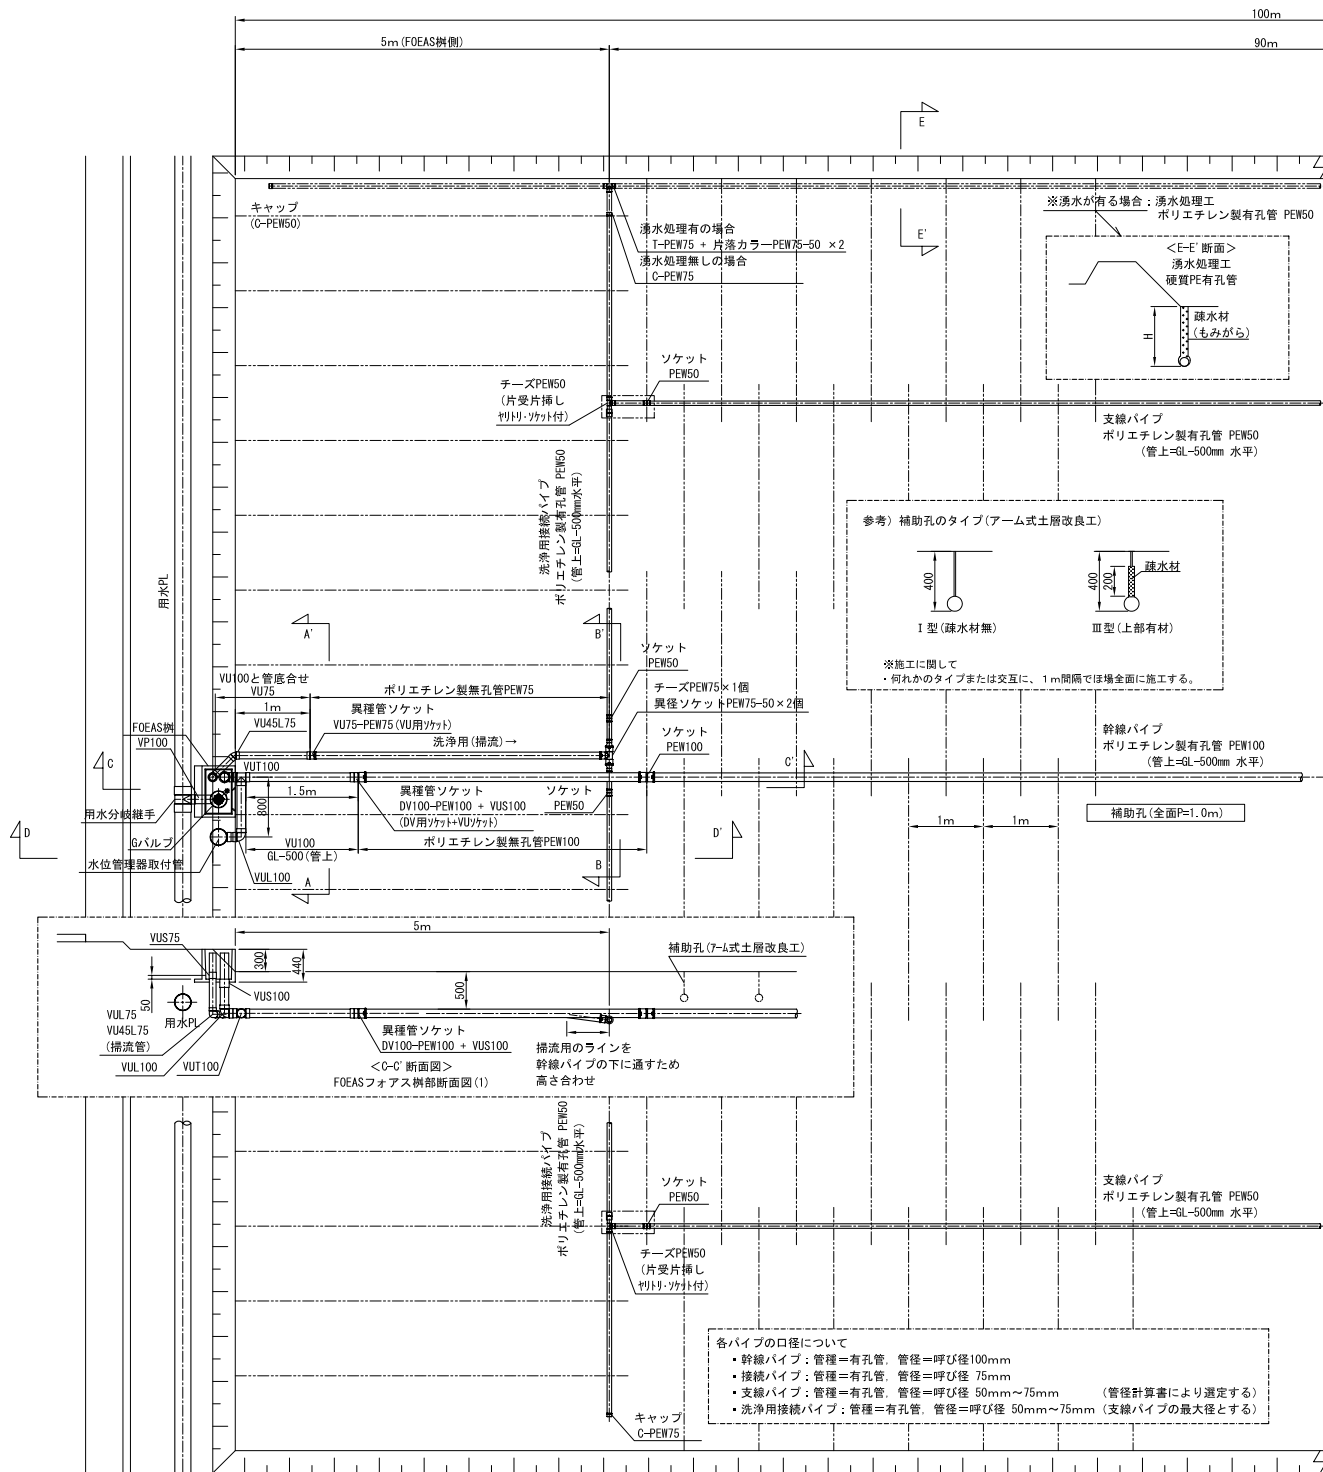 100m
5m(FOEAS桝側)
90m
E
キャップ
(C-PEW50)
湧水処理有の場合
T-PEW75 + 片落カラーPEW75-50 ×2
湧水処理無しの場合
C-PEW75
E'
※湧水が有る場合：湧水処理工
ポリエチレン製有孔管 PEW50
<E-E'断面>
湧水処理工
硬質PE有孔管
H
疎水材
(もみがら)
ソケット
PEW50
チーズPEW50
(片受片挿し
ﾔﾘﾄﾘ･ｿｹｯﾄ付)
支線パイプ
ポリエチレン製有孔管 PEW50
(管上=GL-500mm 水平)
洗浄用接続パイプ
ポリエチレン製有孔管 PEW50
(管上=GL-500mm水平)
用水PL
参考) 補助孔のタイプ(アーム式土層改良工)
400
400
200
疎水材
Ⅰ型(疎水材無)
Ⅲ型(上部有材)
※施工に関して
・何れかのタイプまたは交互に、1m間隔でほ場全面に施工する。
A'
B'
ソケット
PEW50
VU100と管底合せ
VU75
ポリエチレン製無孔管PEW75
1m
チーズPEW75×1個
異径ソケットPEW75-50×2個
FOEAS桝
VP100
VU45L75
異種管ソケット
VU75-PEW75(VU用ｿｹｯﾄ)
洗浄用(掃流)→
ソケット
PEW100
幹線パイプ
ポリエチレン製有孔管 PEW100
(管上=GL-500mm 水平)
C
C'
VUT100
1.5m
800
異種管ソケット
DV100-PEW100 + VUS100
(DV用ｿｹｯﾄ+VUｿｹｯﾄ)
ソケット
PEW50
用水分岐継手
補助孔(全面P=1.0m)
1m
1m
D
D'
Gバルブ
VU100
GL-500(管上)
ポリエチレン製無孔管PEW100
水位管理器取付管
VUL100
A
B
5m
VUS75
300
440
補助孔(ｱｰﾑ式土層改良工)
50
VUS100
500
VUL75
VU45L75
(掃流管)
用水PL
異種管ソケット
DV100-PEW100 + VUS100
VUL100
VUT100
<C-C'断面図>
FOEASフォアス桝部断面図(1)
掃流用のラインを
幹線パイプの下に通すため
高さ合わせ
洗浄用接続パイプ
ポリエチレン製有孔管 PEW50
(管上=GL-500mm水平)
ソケット
PEW50
支線パイプ
ポリエチレン製有孔管 PEW50
(管上=GL-500mm 水平)
チーズPEW50
(片受片挿し
ﾔﾘﾄﾘ･ｿｹｯﾄ付)
各パイプの口径について
・幹線パイプ：管種＝有孔管、管径＝呼び径100mm
・接続パイプ：管種＝有孔管、管径＝呼び径 75mm
・支線パイプ：管種＝有孔管、管径＝呼び径 50mm～75mm (管径計算書により選定する)
・洗浄用接続パイプ：管種＝有孔管、管径＝呼び径 50mm～75mm (支線パイプの最大径とする)
キャップ
C-PEW75